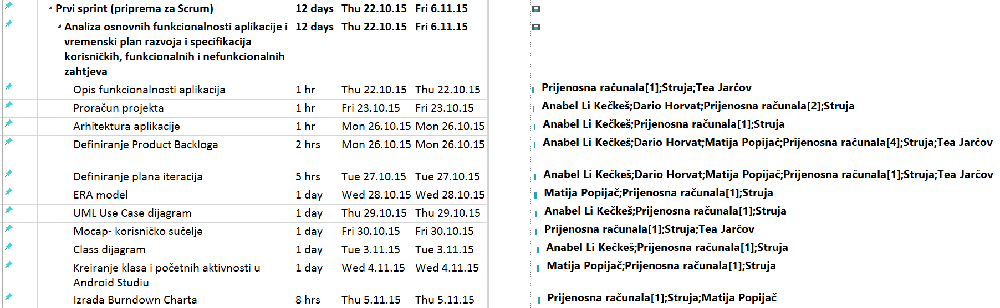 Prvi sprint (priprema za Scrum) 12 days Thu 22.10.15 Fri 6.11.15
Analiza osnovnih funkcionalnosti aplikacije i 12 days Thu 22.10.15 Fri 6.11.15
vremenski plan razvoja i specifikacija
korisničkih, funkcionalnih i nefunkcionalnih
zahtjeva
Opis funkcionalnosti aplikacija 1 hr Thu 22.10.15 Thu 22.10.15 Prijenosna računala[1];Struja;Tea Jarčov
Proračun projekta 1 hr Fri 23.10.15 Fri 23.10.15 Anabel Li Kečkeš;Dario Horvat;Prijenosna računala[2];Struja
Arhitektura aplikacije 1 hr Mon 26.10.15 Mon 26.10.15 Anabel Li Kečkeš;Prijenosna računala[1];Struja
Definiranje Product Backloga 2 hrs Mon 26.10.15 Mon 26.10.15 Anabel Li Kečkeš;Dario Horvat;Matija Popijač;Prijenosna računala[4];Struja;Tea Jarčov
Definiranje plana iteracija 5 hrs Tue 27.10.15 Tue 27.10.15 Anabel Li Kečkeš;Dario Horvat;Matija Popijač;Prijenosna računala[1];Struja;Tea Jarčov
ERA model 1 day Wed 28.10.15 Wed 28.10.15 Matija Popijač;Prijenosna računala[1];Struja
UML Use Case dijagram 1 day Thu 29.10.15 Thu 29.10.15 Anabel Li Kečkeš;Prijenosna računala[1];Struja
Mocap- korisničko sučelje 1 day Fri 30.10.15 Fri 30.10.15 Prijenosna računala[1];Struja;Tea Jarčov
Class dijagram 1 day Tue 3.11.15 Tue 3.11.15 Anabel Li Kečkeš;Prijenosna računala[1];Struja
Kreiranje klasa i početnih aktivnosti u 1 day Wed 4.11.15 Wed 4.11.15 Matija Popijač;Prijenosna računala[1];Struja
Android Studiu
Izrada Burndown Charta 8 hrs Thu 5.11.15 Thu 5.11.15 Prijenosna računala[1];Struja;Matija Popijač